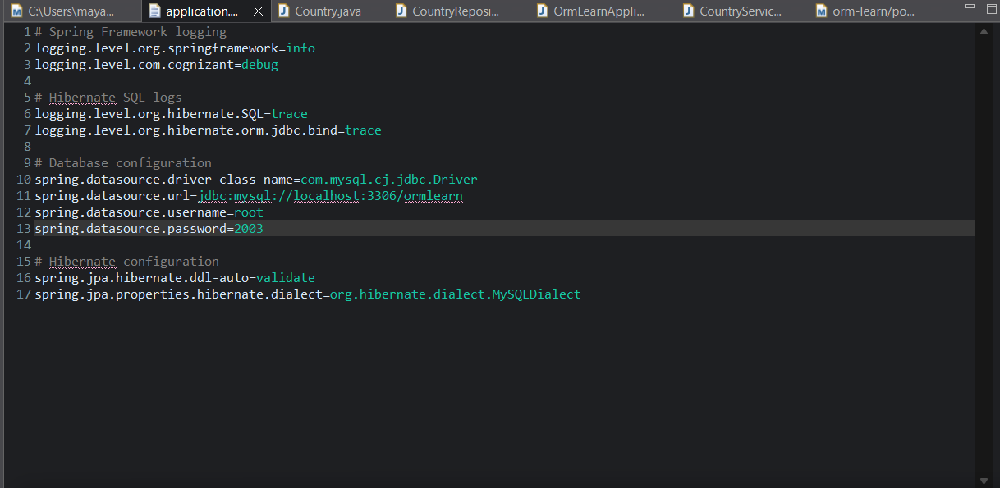 C:\Users\maya...
application....
Country.java
CountryReposi...
OrmLearnAppli...
CountryServic...
orm-learn/po...
1 # Spring Framework logging
2 logging.level.org.springframework=info
3 logging.level.com.cognizant=debug
4
5 # Hibernate SQL logs
6 logging.level.org.hibernate.SQL=trace
7 logging.level.org.hibernate.orm.jdbc.bind=trace
8
9 # Database configuration
10 spring.datasource.driver-class-name=com.mysql.cj.jdbc.Driver
11 spring.datasource.url=jdbc:mysql://localhost:3306/ormlearn
12 spring.datasource.username=root
13 spring.datasource.password=2003
14
15 # Hibernate configuration
16 spring.jpa.hibernate.ddl-auto=validate
17 spring.jpa.properties.hibernate.dialect=org.hibernate.dialect.MySQLDialect